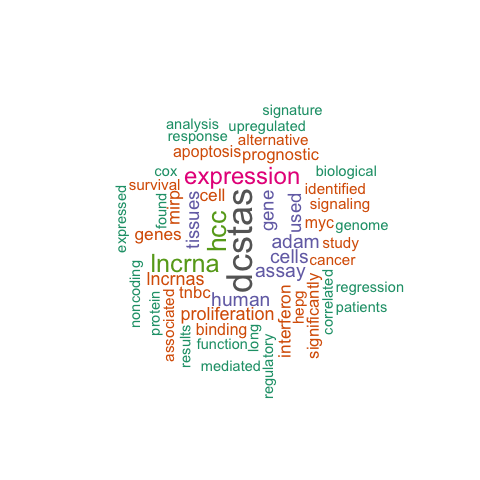 signature
analysis
upregulated
response
alternative
apoptosis
prognostic
cox
biological
expression
survival
identified
cell
mirp
found
expressed
tissues
hcc
dcstas
gene
used
signaling
myc
genome
genes
adam
study
lncrna
cells
cancer
assay
lncrnas
noncoding
regression
tnbc
human
protein
associated
proliferation
interferon
hepg
significantly
correlated
patients
binding
results
function
long
mediated
regulatory